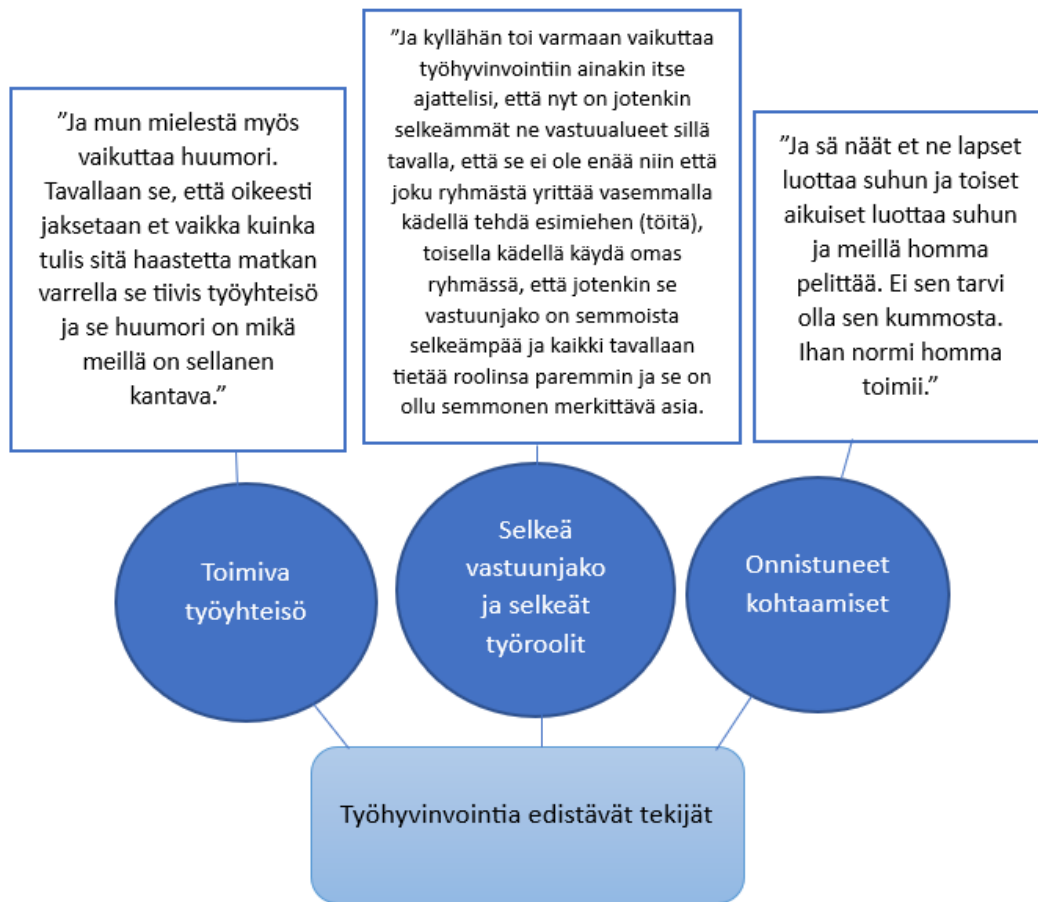 ”Ja mun mielestä myös
vaikuttaa huumori.
Tavallaan se, että oikeesti
jaksetaan et vaikka kuinka
tulis sitä haastetta matkan
varrella se tiivis työyhteisö
ja se huumori on mikä
meillä on sellanen
kantava.”
”Ja kyllähän toi varmaan vaikuttaa
työhyvinvointiin ainakin itse
ajattelisi, että nyt on jotenkin
selkeämmät ne vastuualueet sillä
tavalla, että se ei ole enää niin että
joku ryhmästä yrittää vasemmalla
kädellä tehdä esimiehen (töitä),
toisella kädellä käydä omas
ryhmässä, että jotenkin se
vastuunjako on semmoista
selkeämpää ja kaikki tavallaan
tietää roolinsa paremmin ja se on
ollu semmonen merkittävä asia.
”Ja sä näät et ne lapset
luottaa suhun ja toiset
aikuiset luottaa suhun
ja meillä homma
pelittää. Ei sen tarvi
olla sen kummosta.
Ihan normi homma
toimii.”
Toimiva
työyhteisö
Selkeä
vastuunjako
ja selkeät
työroolit
Onnistuneet
kohtaamiset
Työhyvinvointia edistävät tekijät